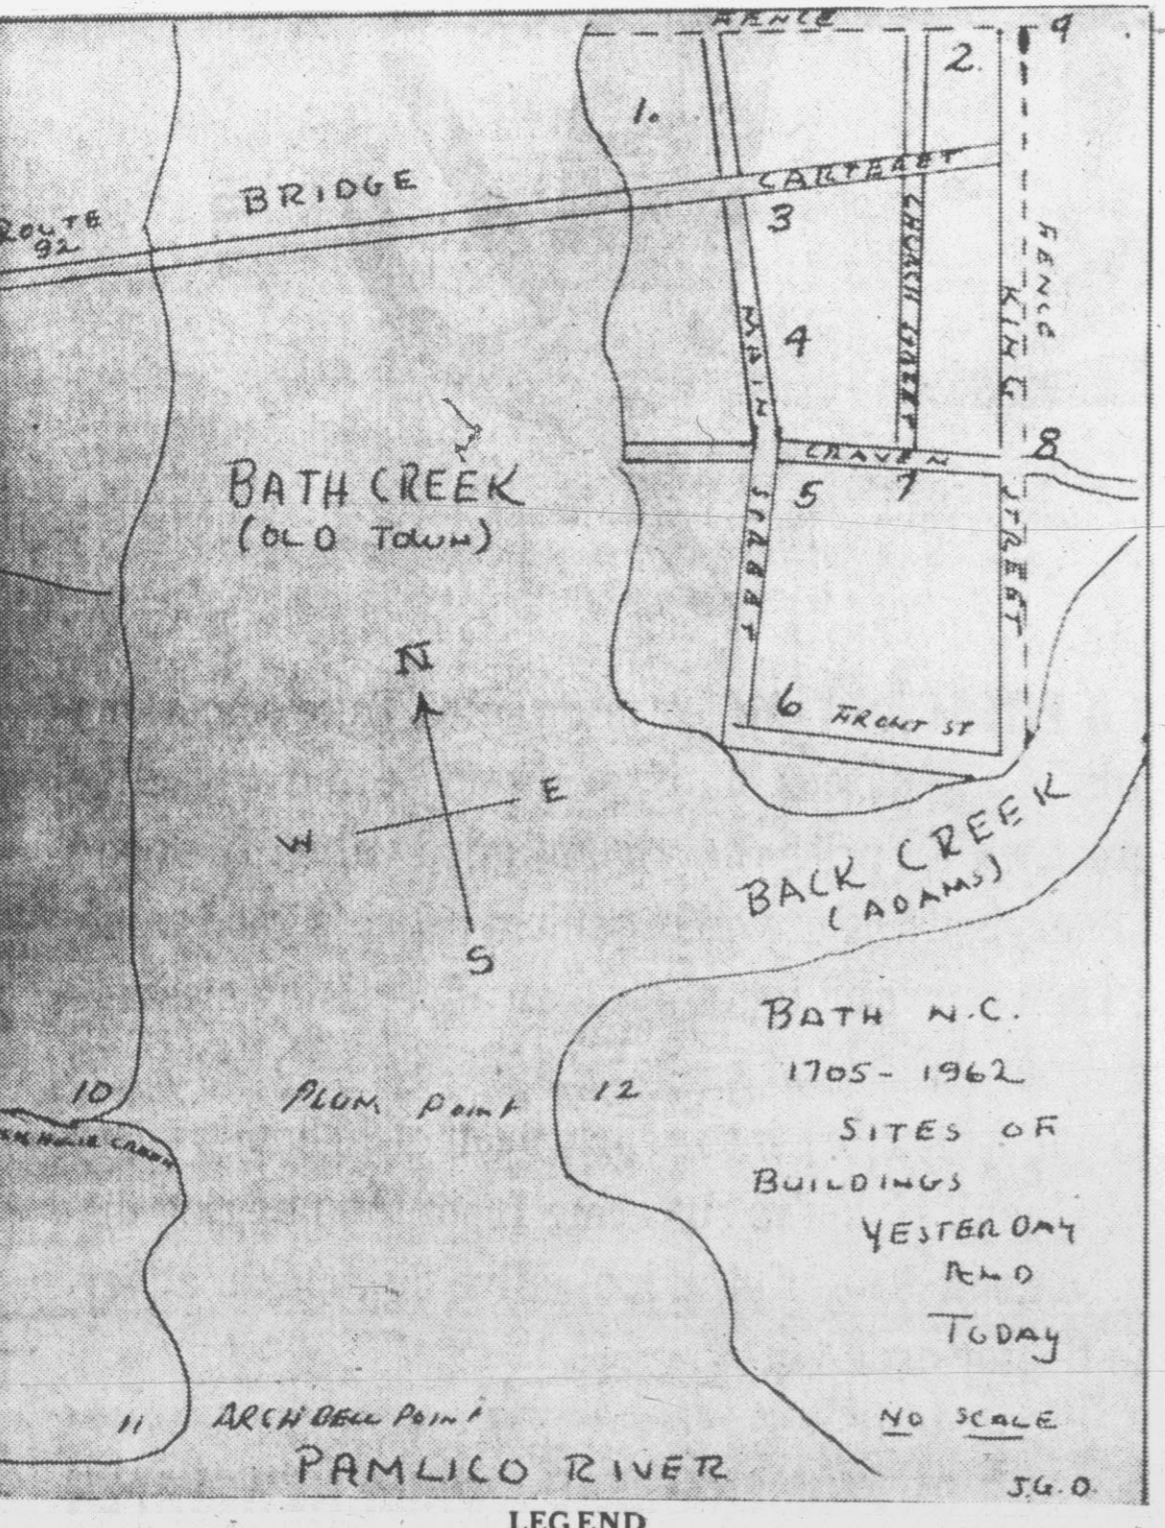 FENCE
9
2.
1.
CARTERET
BRIDGE
ROUTE
92
3
CHURCH STREET
FENCE
KING
MAIN
4
8
CRAVEN
BATH CREEK
(OLD TOWN)
5
7
STREET
STREET
N
6
FRONT ST
W
E
S
BACK CREEK
(ADAMS)
BATH N.C.
1705-1962
SITES OF
BUILDINGS
YESTERDAY
AND
TODAY
10
PLUM Point
12
CREEK
11
ARCHBELL POINT
NO SCALE
PAMLICO RIVER
J.G.O.
LEGEND